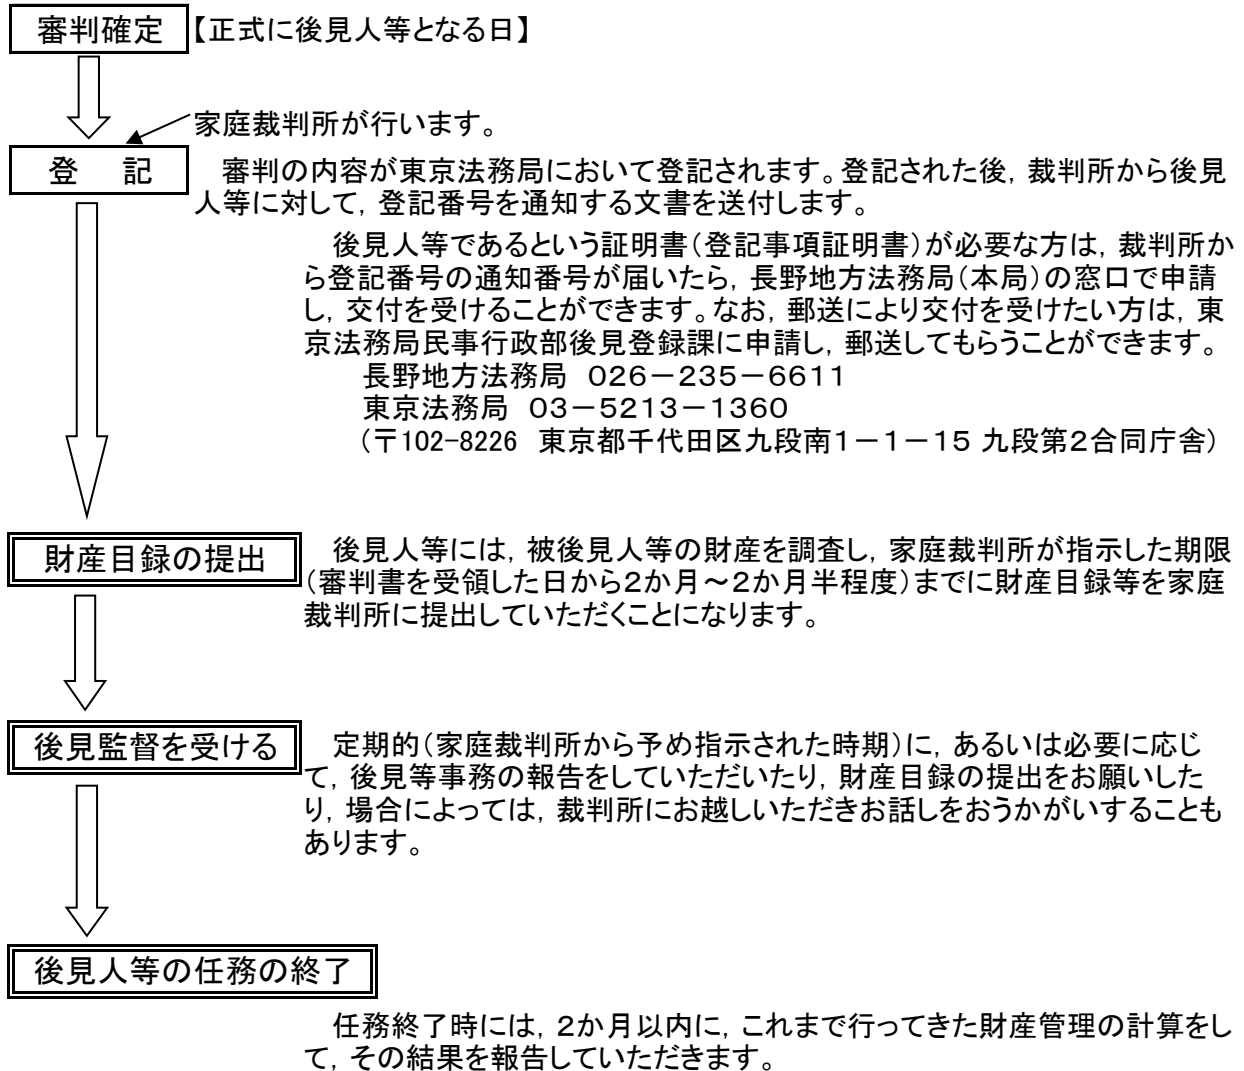 審判確定 【正式に後見人等となる日】
家庭裁判所が行います。
登　記　審判の内容が東京法務局において登記されます。登記された後，裁判所から後見
人等に対して，登記番号を通知する文書を送付します。
後見人等であるという証明書（登記事項証明書）が必要な方は，裁判所か
ら登記番号の通知番号が届いたら，長野地方法務局（本局）の窓口で申請
し，交付を受けることができます。なお，郵送により交付を受けたい方は，東
京法務局民事行政部後見登録課に申請し，郵送してもらうことができます。
長野地方法務局　０２６－２３５－６６１１
東京法務局　０３－５２１３－１３６０
（〒102-8226　東京都千代田区九段南１－１－１５ 九段第２合同庁舎）
財産目録の提出　後見人等には，被後見人等の財産を調査し，家庭裁判所が指示した期限
（審判書を受領した日から２か月～２か月半程度）までに財産目録等を家庭
裁判所に提出していただくことになります。
後見監督を受ける　定期的（家庭裁判所から予め指示された時期）に，あるいは必要に応じ
て，後見等事務の報告をしていただいたり，財産目録の提出をお願いした
り，場合によっては，裁判所にお越しいただきお話しをおうかがいすることも
あります。
後見人等の任務の終了
任務終了時には，２か月以内に，これまで行ってきた財産管理の計算をし
て，その結果を報告していただきます。